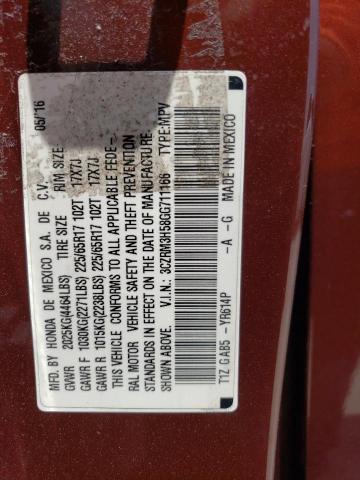 MFD. BY HONDA DE MEXICO S.A. DE C.V. 05/16
GVWR 2025KG(4464LBS) TIRE SIZE RIM SIZE:
GAWR F 1030KG(2271LBS) 225/65R17 102T 17X7J
GAWR R 1015KG(2238LBS) 225/65R17 102T 17X7J
THIS VEHICLE CONFORMS TO ALL APPLICABLE FEDE-
RAL MOTOR VEHICLE SAFETY AND THEFT PREVENTION
STANDARDS IN EFFECT ON THE DATE OF MANUFACTURE
SHOWN ABOVE.
V.I.N.: 3CZRM3H58GG711166 TYPE:MPV
MADE IN MEXICO
T1Z GAB5 -YR614P -A -G